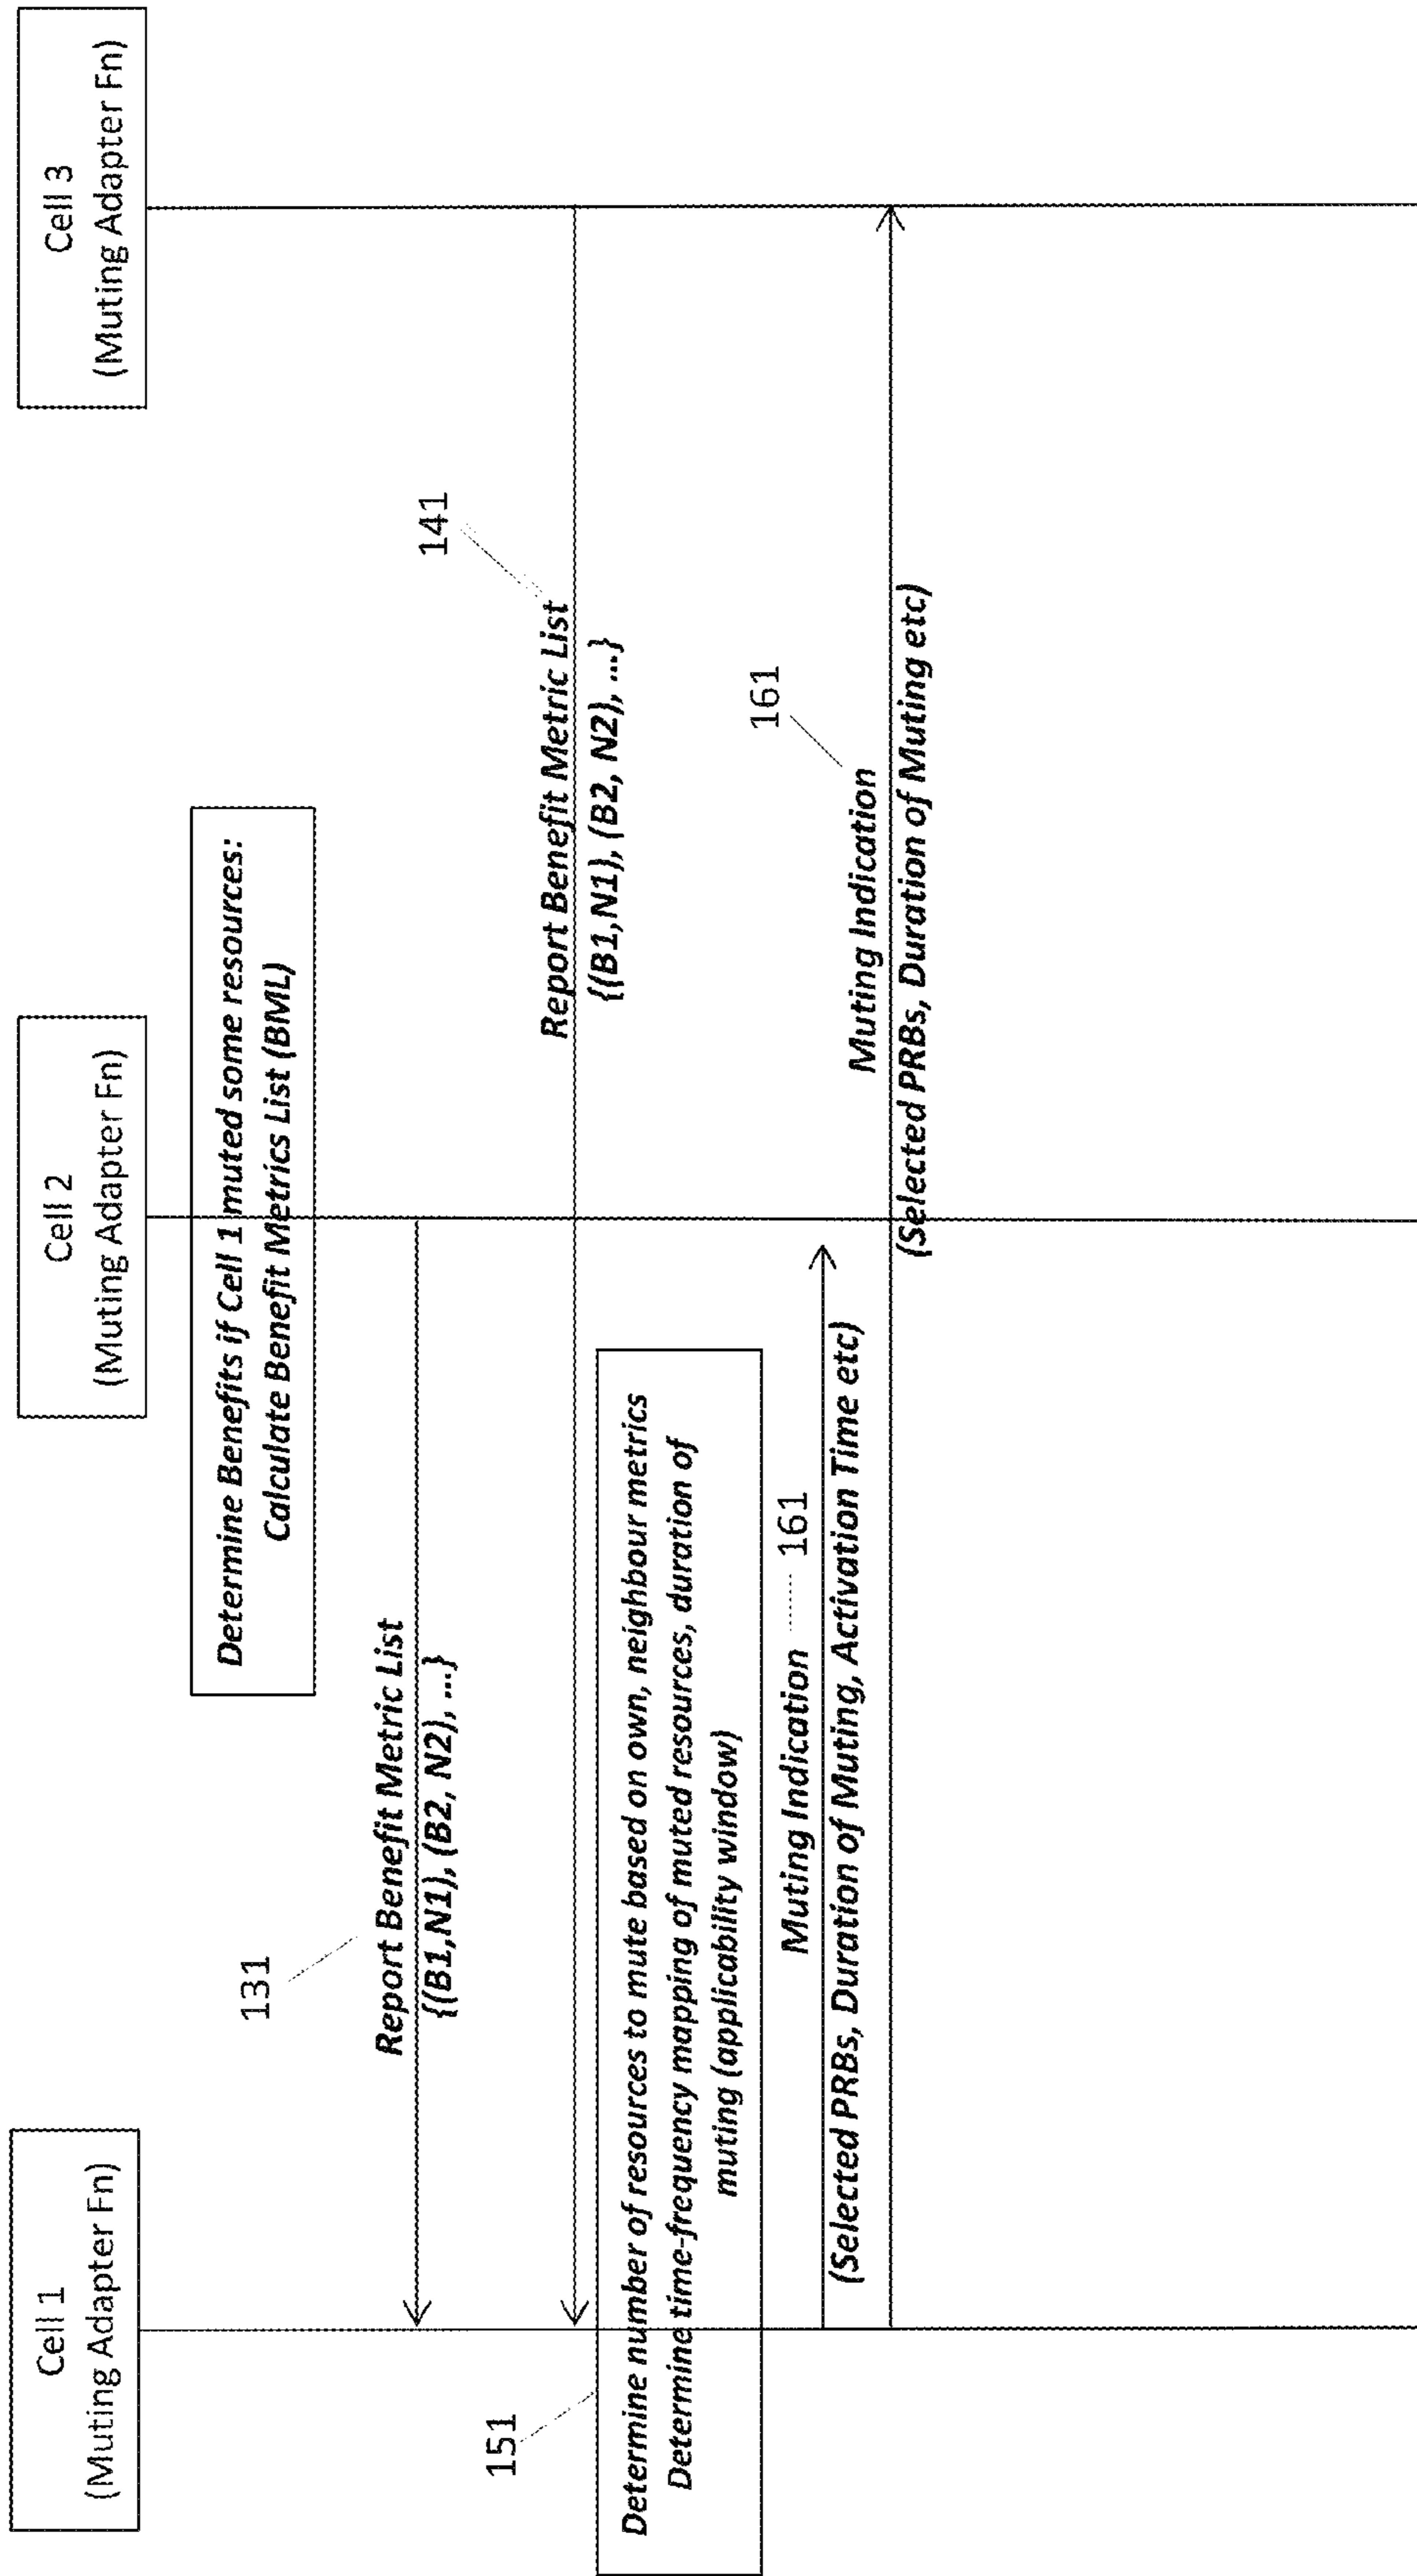 Cell 1
(Muting Adapter Fn)
Cell 2
(Muting Adapter Fn)
Cell 3
(Muting Adapter Fn)
Determine Benefits if Cell 1 muted some resources:
Calculate Benefit Metrics List (BML)
131
Report Benefit Metric List
{(B1,N1), (B2, N2), ...}
141
Report Benefit Metric List
{(B1,N1), (B2, N2), ...}
151
Determine number of resources to mute based on own, neighbour metrics
Determine time-frequency mapping of muted resources, duration of
muting (applicability window)
Muting Indication 161
(Selected PRBs, Duration of Muting, Activation Time etc)
161
Muting Indication
(Selected PRBs, Duration of Muting etc)